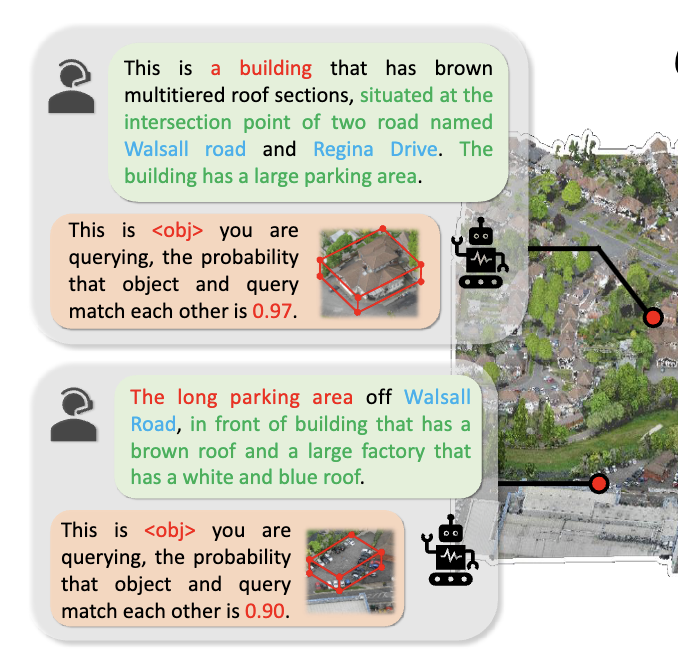 This is a building that has brown
multitiered roof sections, situated at the
intersection point of two road named
Walsall road and Regina Drive. The
building has a large parking area.
This is <obj> you are
querying, the probability
that object and query
match each other is 0.97.
The long parking area off Walsall
Road, in front of building that has a
brown roof and a large factory that
has a white and blue roof.
This is <obj> you are
querying, the probability
that object and query
match each other is 0.90.